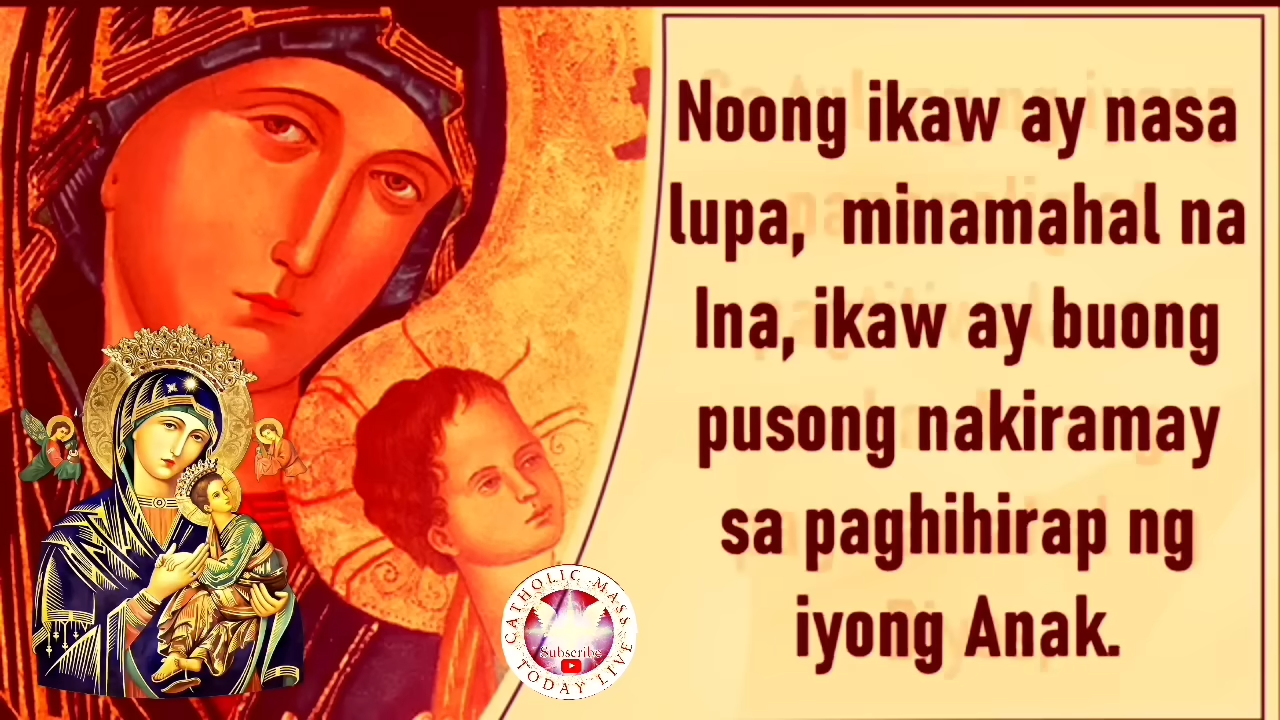 Noong ikaw ay nasa
lupa, minamahal na
Ina, ikaw ay buong
pusong nakiramay
sa paghihirap ng
iyong Anak.
CATHOLIC MASS
Subscribe
TODAY LIVE